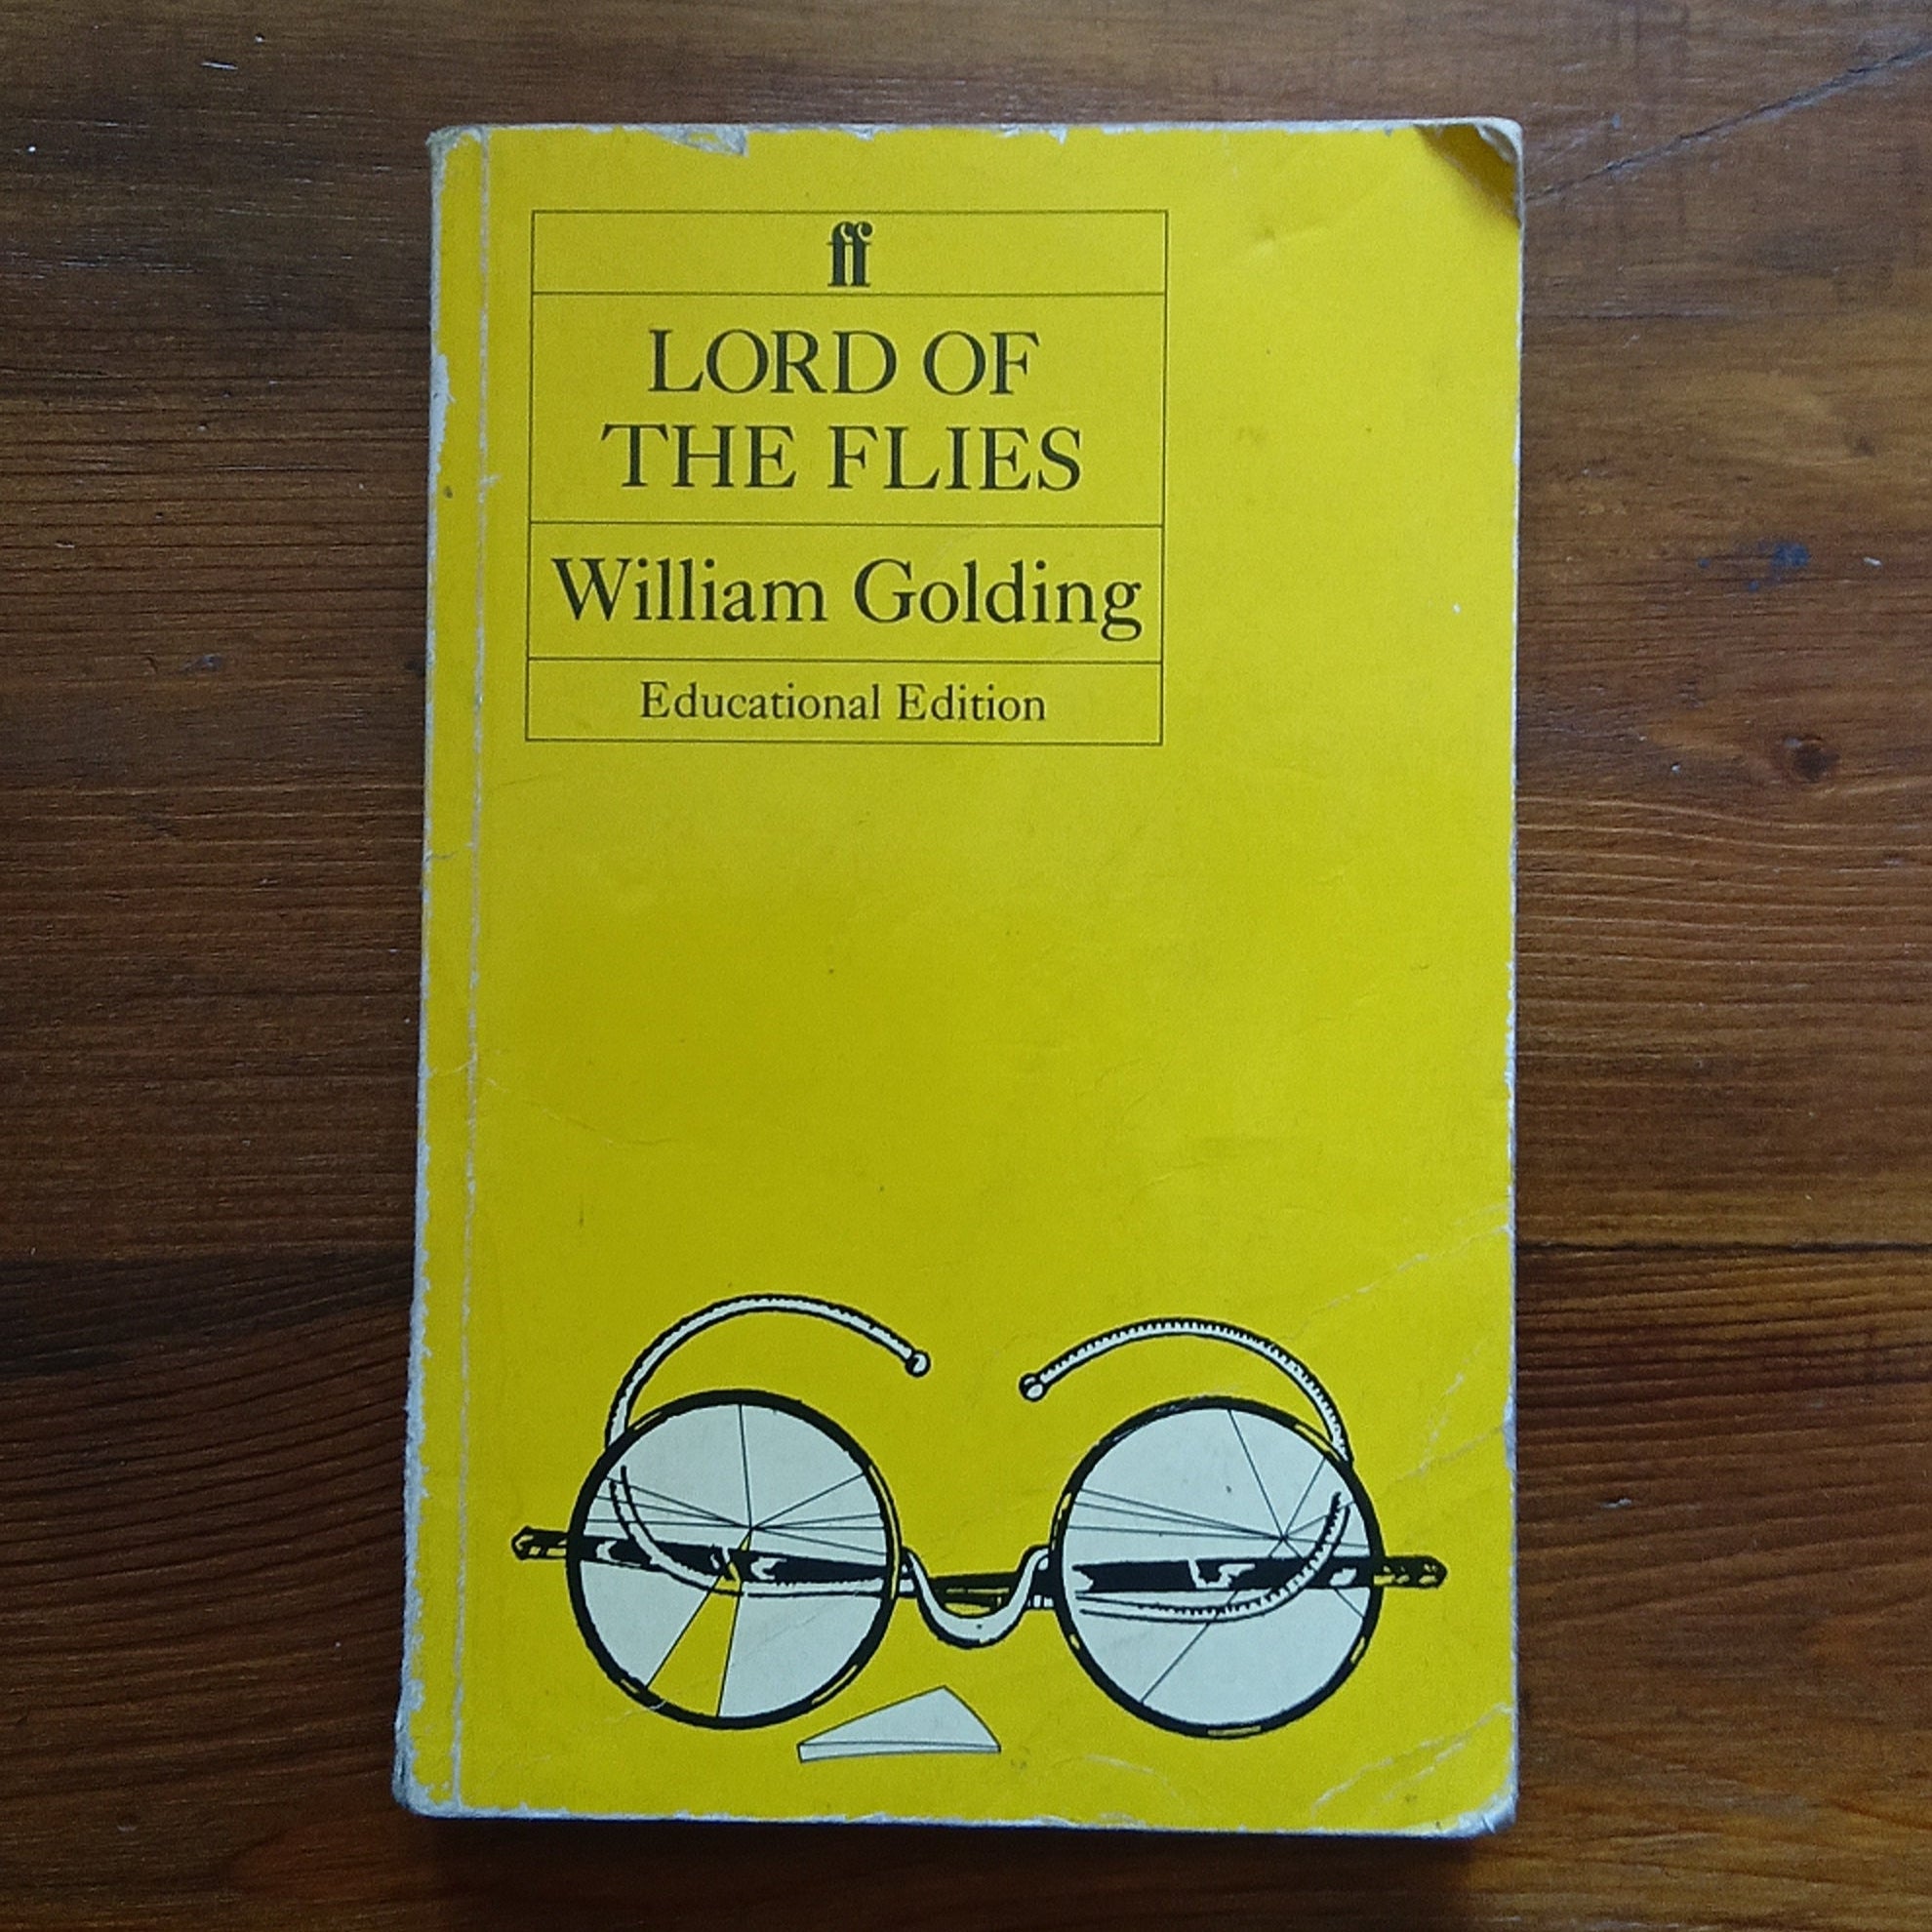 ff
LORD OF
THE FLIES
William Golding
Educational Edition